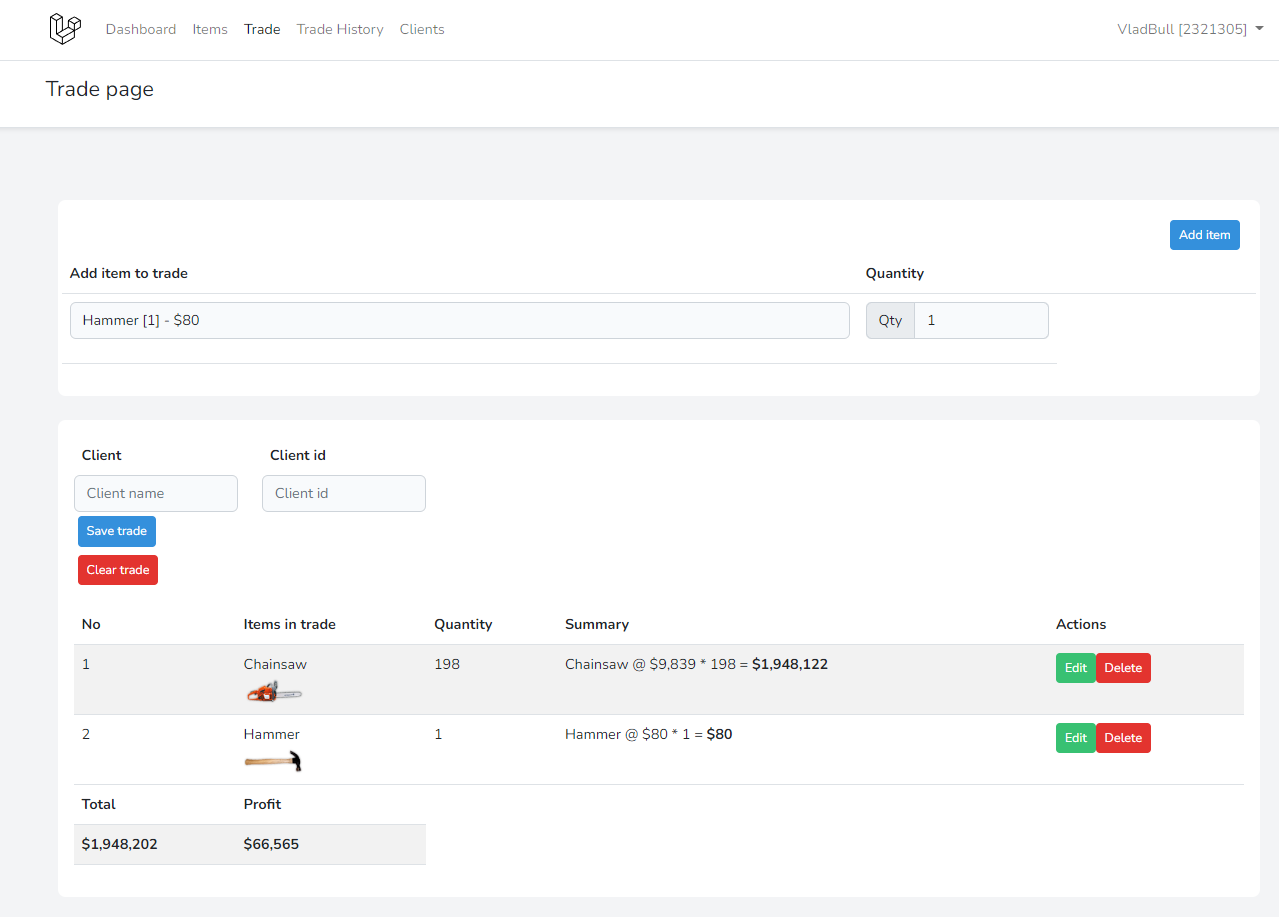 Dashboard Items Trade Trade History Clients VladBull [2321305]
Trade page
Add item
Add item to trade Quantity
Hammer [1] - $80 Qty 1
Client Client id
Client name Client id
Save trade
Clear trade
No Items in trade Quantity Summary Actions
1 Chainsaw 198 Chainsaw @ $9,839 * 198 = $1,948,122 Edit Delete
2 Hammer 1 Hammer @ $80 * 1 = $80 Edit Delete
Total Profit
$1,948,202 $66,565